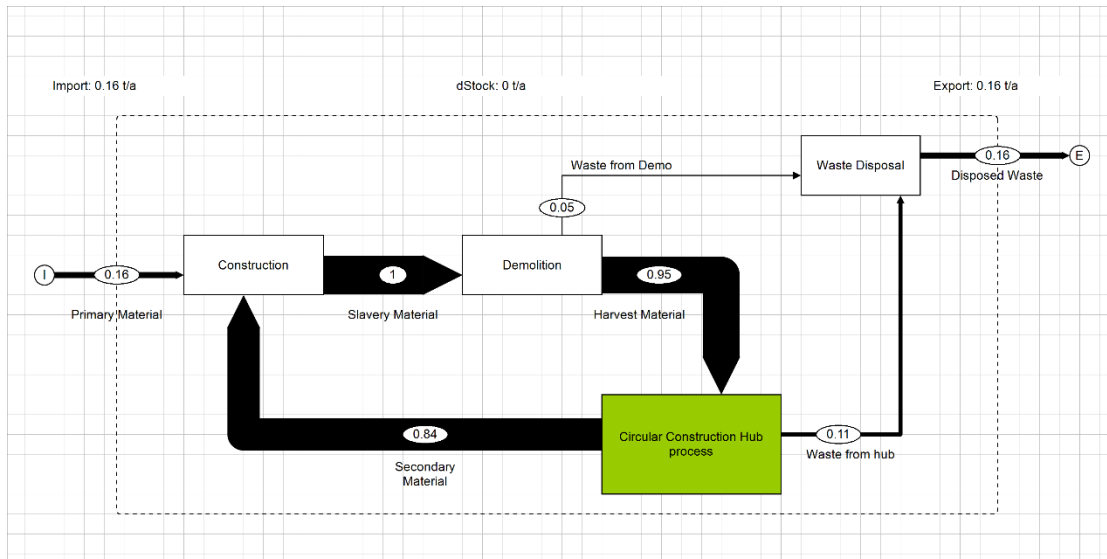 Import: 0.16 t/a
dStock: 0 t/a
Export: 0.16 t/a
Waste from Demo
Waste Disposal
0.16
E
Disposed Waste
0.05
Construction
Demolition
I
0.16
1
0.95
Primary Material
Slavery Material
Harvest Material
0.84
Secondary
Material
Circular Construction Hub
process
0.11
Waste from hub